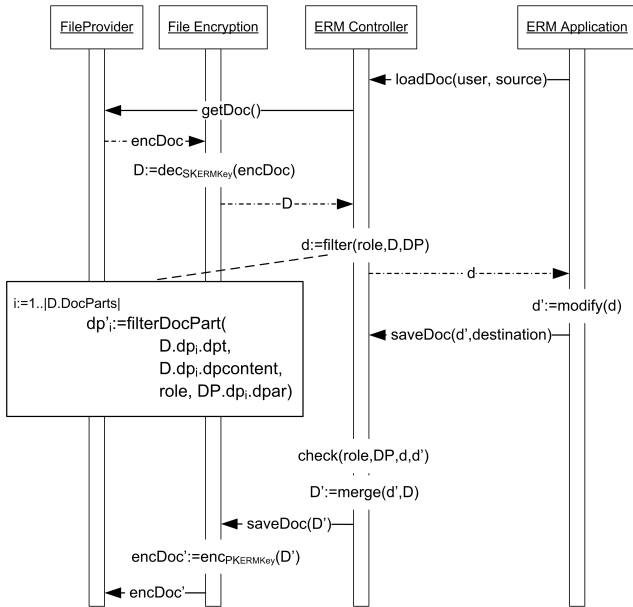 FileProvider
File Encryption
ERM Controller
ERM Application
loadDoc(user, source)
getDoc()
encDoc
D:=decSKERMKey(encDoc)
D
d:=filter(role,D,DP)
d
i:=1..|D.DocParts|
dp'i:=filterDocPart(
D.dpi.dpt,
D.dpi.dpcontent,
role, DP.dpi.dpar)
d':=modify(d)
saveDoc(d',destination)
check(role,DP,d,d')
D':=merge(d',D)
saveDoc(D')
encDoc':=encPKERMKey(D')
encDoc'